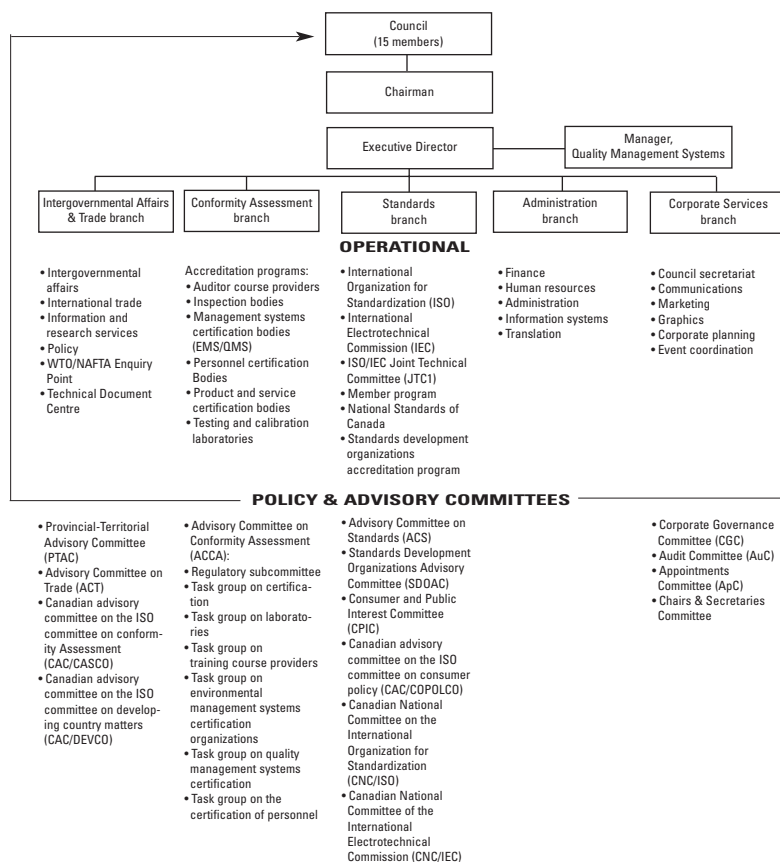 Council
(15 members)
Chairman
Executive Director
Manager,
Quality Management Systems
Intergovernmental Affairs
& Trade branch
Conformity Assessment
branch
Standards
branch
Administration
branch
Corporate Services
branch
OPERATIONAL
• Intergovernmental
affairs
• International trade
• Information and
research services
• Policy
• WTO/NAFTA Enquiry
Point
• Technical Document
Centre
Accreditation programs:
• Auditor course providers
• Inspection bodies
• Management systems
certification bodies
(EMS/QMS)
• Personnel certification
Bodies
• Product and service
certification bodies
• Testing and calibration
laboratories
• International
Organization for
Standardization (ISO)
• International
Electrotechnical
Commission (IEC)
• ISO/IEC Joint Technical
Committee (JTC1)
• Member program
• National Standards of
Canada
• Standards development
organizations
accreditation program
• Finance
• Human resources
• Administration
• Information systems
• Translation
• Council secretariat
• Communications
• Marketing
• Graphics
• Corporate planning
• Event coordination
POLICY & ADVISORY COMMITTEES
• Provincial-Territorial
Advisory Committee
(PTAC)
• Advisory Committee on
Trade (ACT)
• Canadian advisory
committee on the ISO
committee on conform-
ity Assessment
(CAC/CASCO)
• Canadian advisory
committee on the ISO
committee on develop-
ing country matters
(CAC/DEVCO)
• Advisory Committee on
Conformity Assessment
(ACCA):
• Regulatory subcommittee
• Task group on certifica-
tion
• Task group on laborato-
ries
• Task group on
training course providers
• Task group on
environmental
management systems
certification
organizations
• Task group on quality
management systems
certification
• Task group on the
certification of personnel
• Advisory Committee on
Standards (ACS)
• Standards Development
Organizations Advisory
Committee (SDOAC)
• Consumer and Public
Interest Committee
(CPIC)
• Canadian advisory
committee on the ISO
committee on consumer
policy (CAC/COPOLCO)
• Canadian National
Committee on the
International
Organization for
Standardization
(CNC/ISO)
• Canadian National
Committee of the
International
Electrotechnical
Commission (CNC/IEC)
• Corporate Governance
Committee (CGC)
• Audit Committee (AuC)
• Appointments
Committee (ApC)
• Chairs & Secretaries
Committee